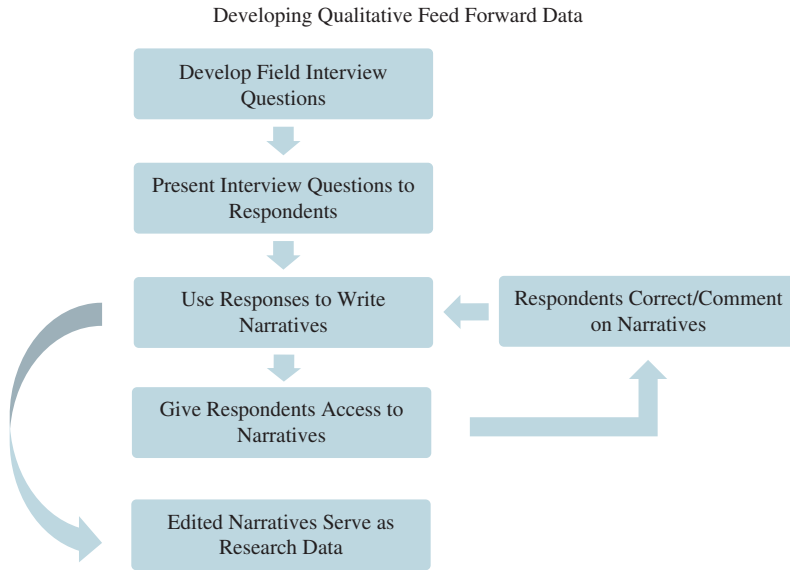 Developing Qualitative Feed Forward Data
Develop Field Interview
Questions
Present Interview Questions to
Respondents
Use Responses to Write
Narratives
Respondents Correct/Comment
on Narratives
Give Respondents Access to
Narratives
Edited Narratives Serve as
Research Data